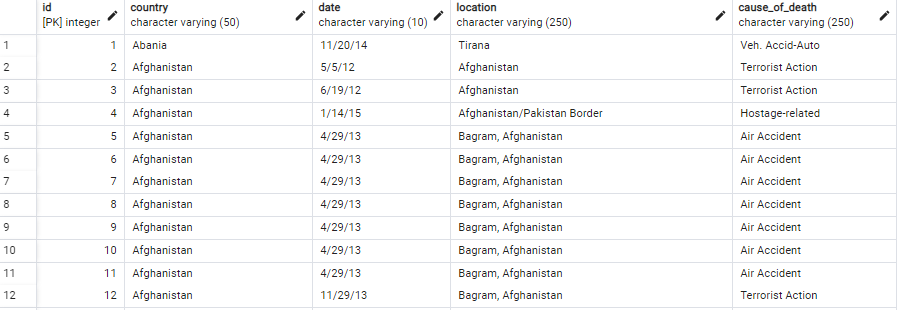 id country date location cause_of_death
[PK] integer character varying (50) character varying (10) character varying (250) character varying (250)
1 1 Abania 11/20/14 Tirana Veh. Accid-Auto
2 2 Afghanistan 5/5/12 Afghanistan Terrorist Action
3 3 Afghanistan 6/19/12 Afghanistan Terrorist Action
4 4 Afghanistan 1/14/15 Afghanistan/Pakistan Border Hostage-related
5 5 Afghanistan 4/29/13 Bagram, Afghanistan Air Accident
6 6 Afghanistan 4/29/13 Bagram, Afghanistan Air Accident
7 7 Afghanistan 4/29/13 Bagram, Afghanistan Air Accident
8 8 Afghanistan 4/29/13 Bagram, Afghanistan Air Accident
9 9 Afghanistan 4/29/13 Bagram, Afghanistan Air Accident
10 10 Afghanistan 4/29/13 Bagram, Afghanistan Air Accident
11 11 Afghanistan 4/29/13 Bagram, Afghanistan Air Accident
12 12 Afghanistan 11/29/13 Bagram, Afghanistan Terrorist Action